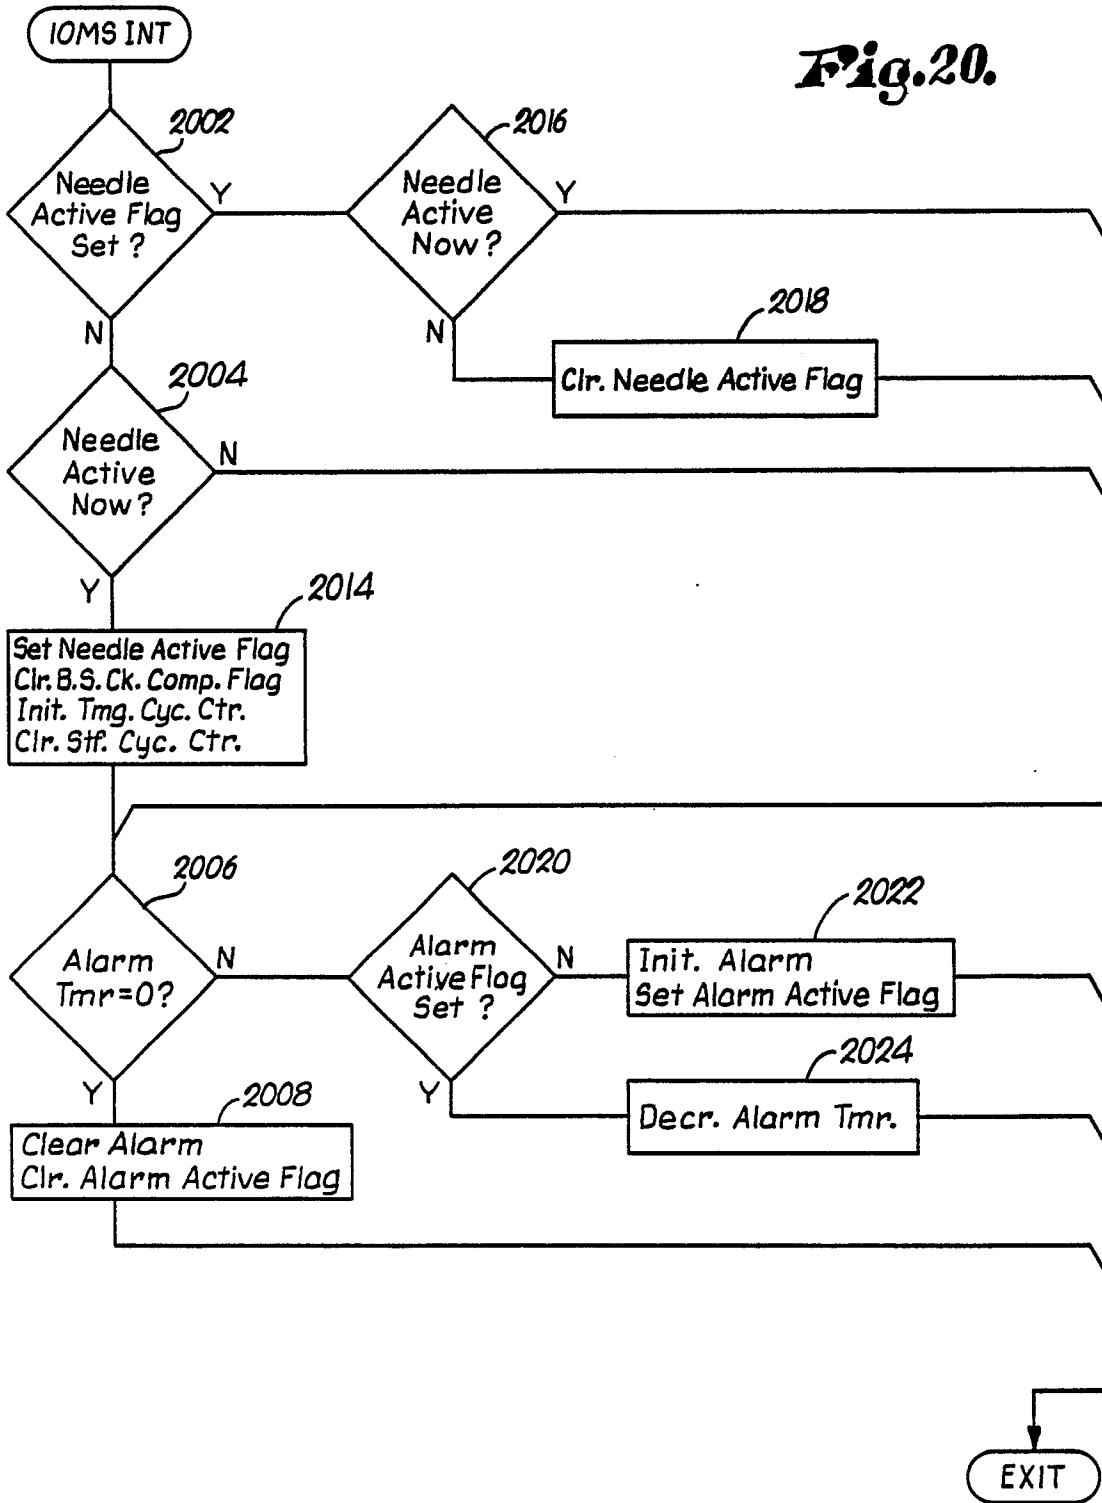 10MS INT
Fig.20.
2002
Needle
Active Flag
Set ?
Y
N
2016
Needle
Active
Now?
Y
N
2018
Clr. Needle Active Flag
2004
Needle
Active
Now?
N
Y
2014
Set Needle Active Flag
Clr. B.S. Ck. Comp. Flag
Init. Tmg. Cyc. Ctr.
Clr. Stf. Cyc. Ctr.
2006
Alarm
Tmr=0?
N
Y
2020
Alarm
Active Flag
Set ?
N
Y
2022
Init. Alarm
Set Alarm Active Flag
2024
Decr. Alarm Tmr.
2008
Clear Alarm
Clr. Alarm Active Flag
EXIT